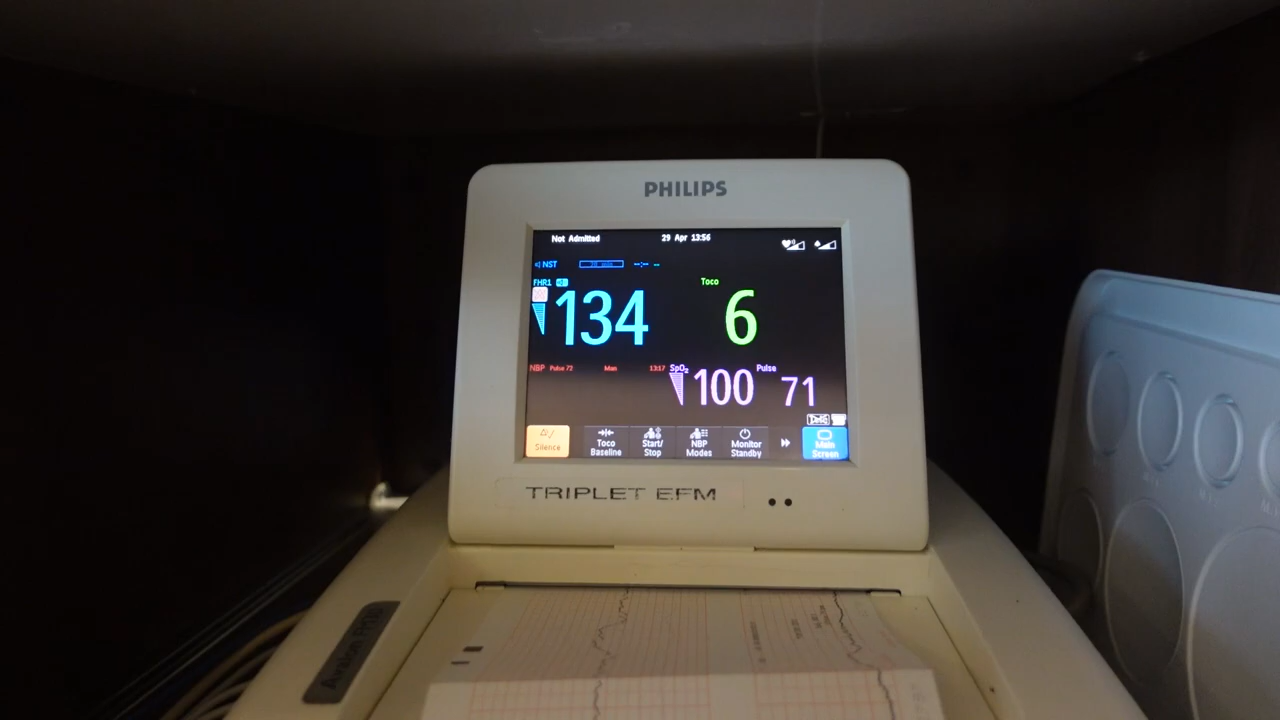 PHILIPS
Not Admitted 29 Apr 13:56
NST --:-- --
FHR1 Toco
134 6
NBP Pulse 72 Man 13:17 SpO₂ Pulse
100 71
Silence
Toco Baseline
Start/ Stop
NBP Modes
Monitor Standby
Main Screen
TRIPLET EFM
Avalon FM30